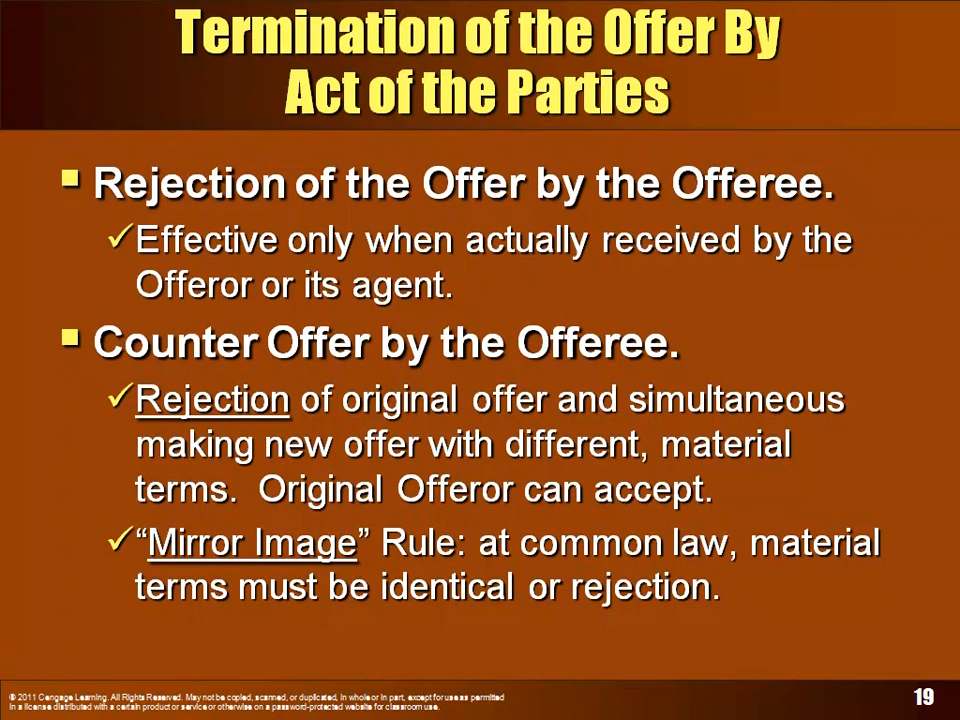 Termination of the Offer By
Act of the Parties
Rejection of the Offer by the Offeree.
Effective only when actually received by the
Offeror or its agent.
Counter Offer by the Offeree.
Rejection of original offer and simultaneous
making new offer with different, material
terms.  Original Offeror can accept.
“Mirror Image” Rule: at common law, material
terms must be identical or rejection.
© 2011 Cengage Learning. All Rights Reserved. May not be copied, scanned, or duplicated, in whole or in part, except for use as permitted
in a license distributed with a certain product or service or otherwise on a password-protected website for classroom use.
19